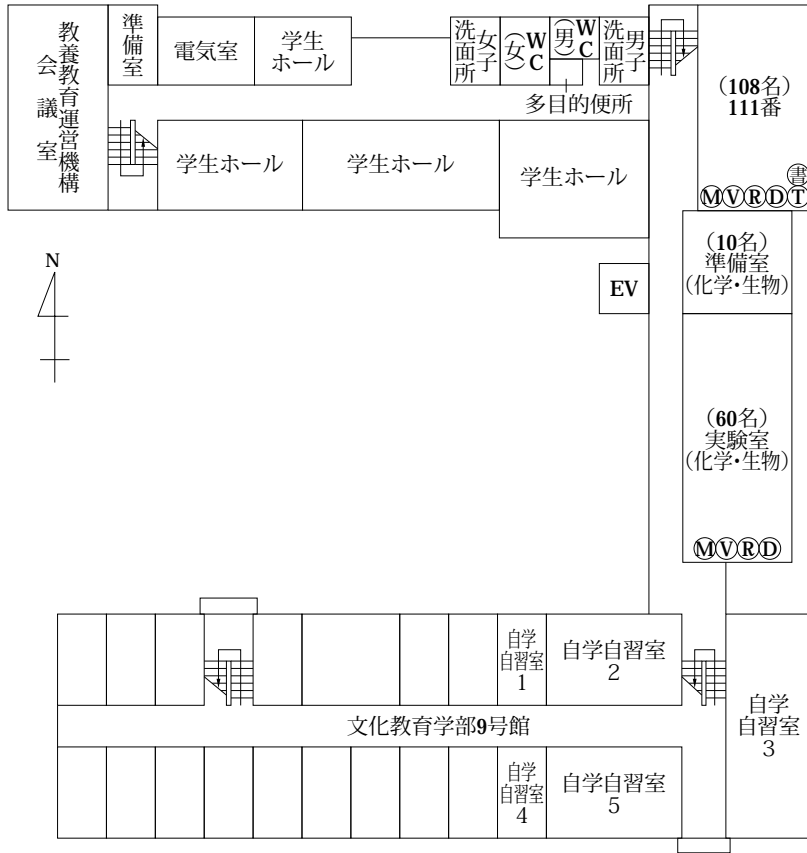 教養教育運営機構
会議室
準備室
電気室
学生
ホール
女子
洗面所
WC
(女)
WC
(男)
男子
洗面所
多目的便所
(108名)
111番
書
M V R D T
学生ホール
学生ホール
学生ホール
(10名)
準備室
(化学・生物)
N
EV
(60名)
実験室
(化学・生物)
M V R D
自学
自習室
1
自学自習室
2
自学
自習室
3
文化教育学部9号館
自学
自習室
4
自学自習室
5